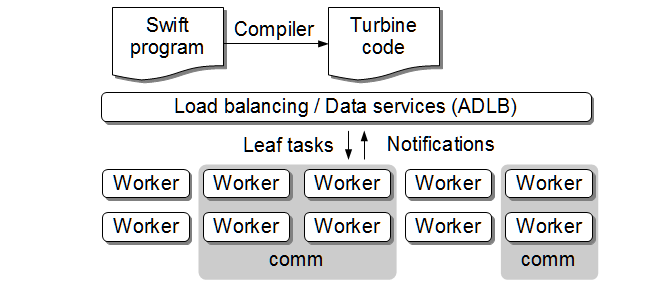 Swift
program
Compiler
Turbine
code
Load balancing / Data services (ADLB)
Leaf tasks
Notifications
Worker Worker Worker Worker Worker
Worker Worker Worker Worker Worker
comm comm